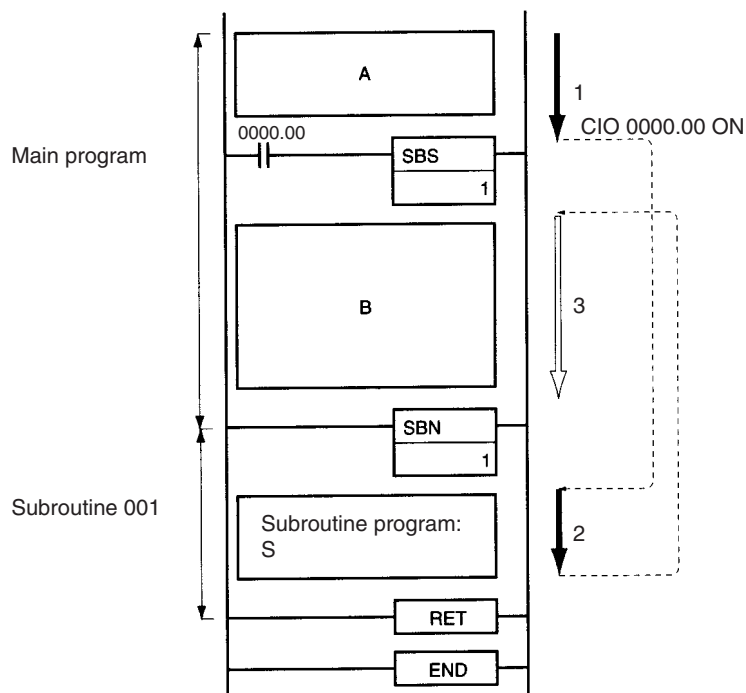 A
1
CIO 0000.00 ON
0000.00
Main program
SBS
1
B
3
SBN
1
Subroutine 001
Subroutine program:
S
2
RET
END